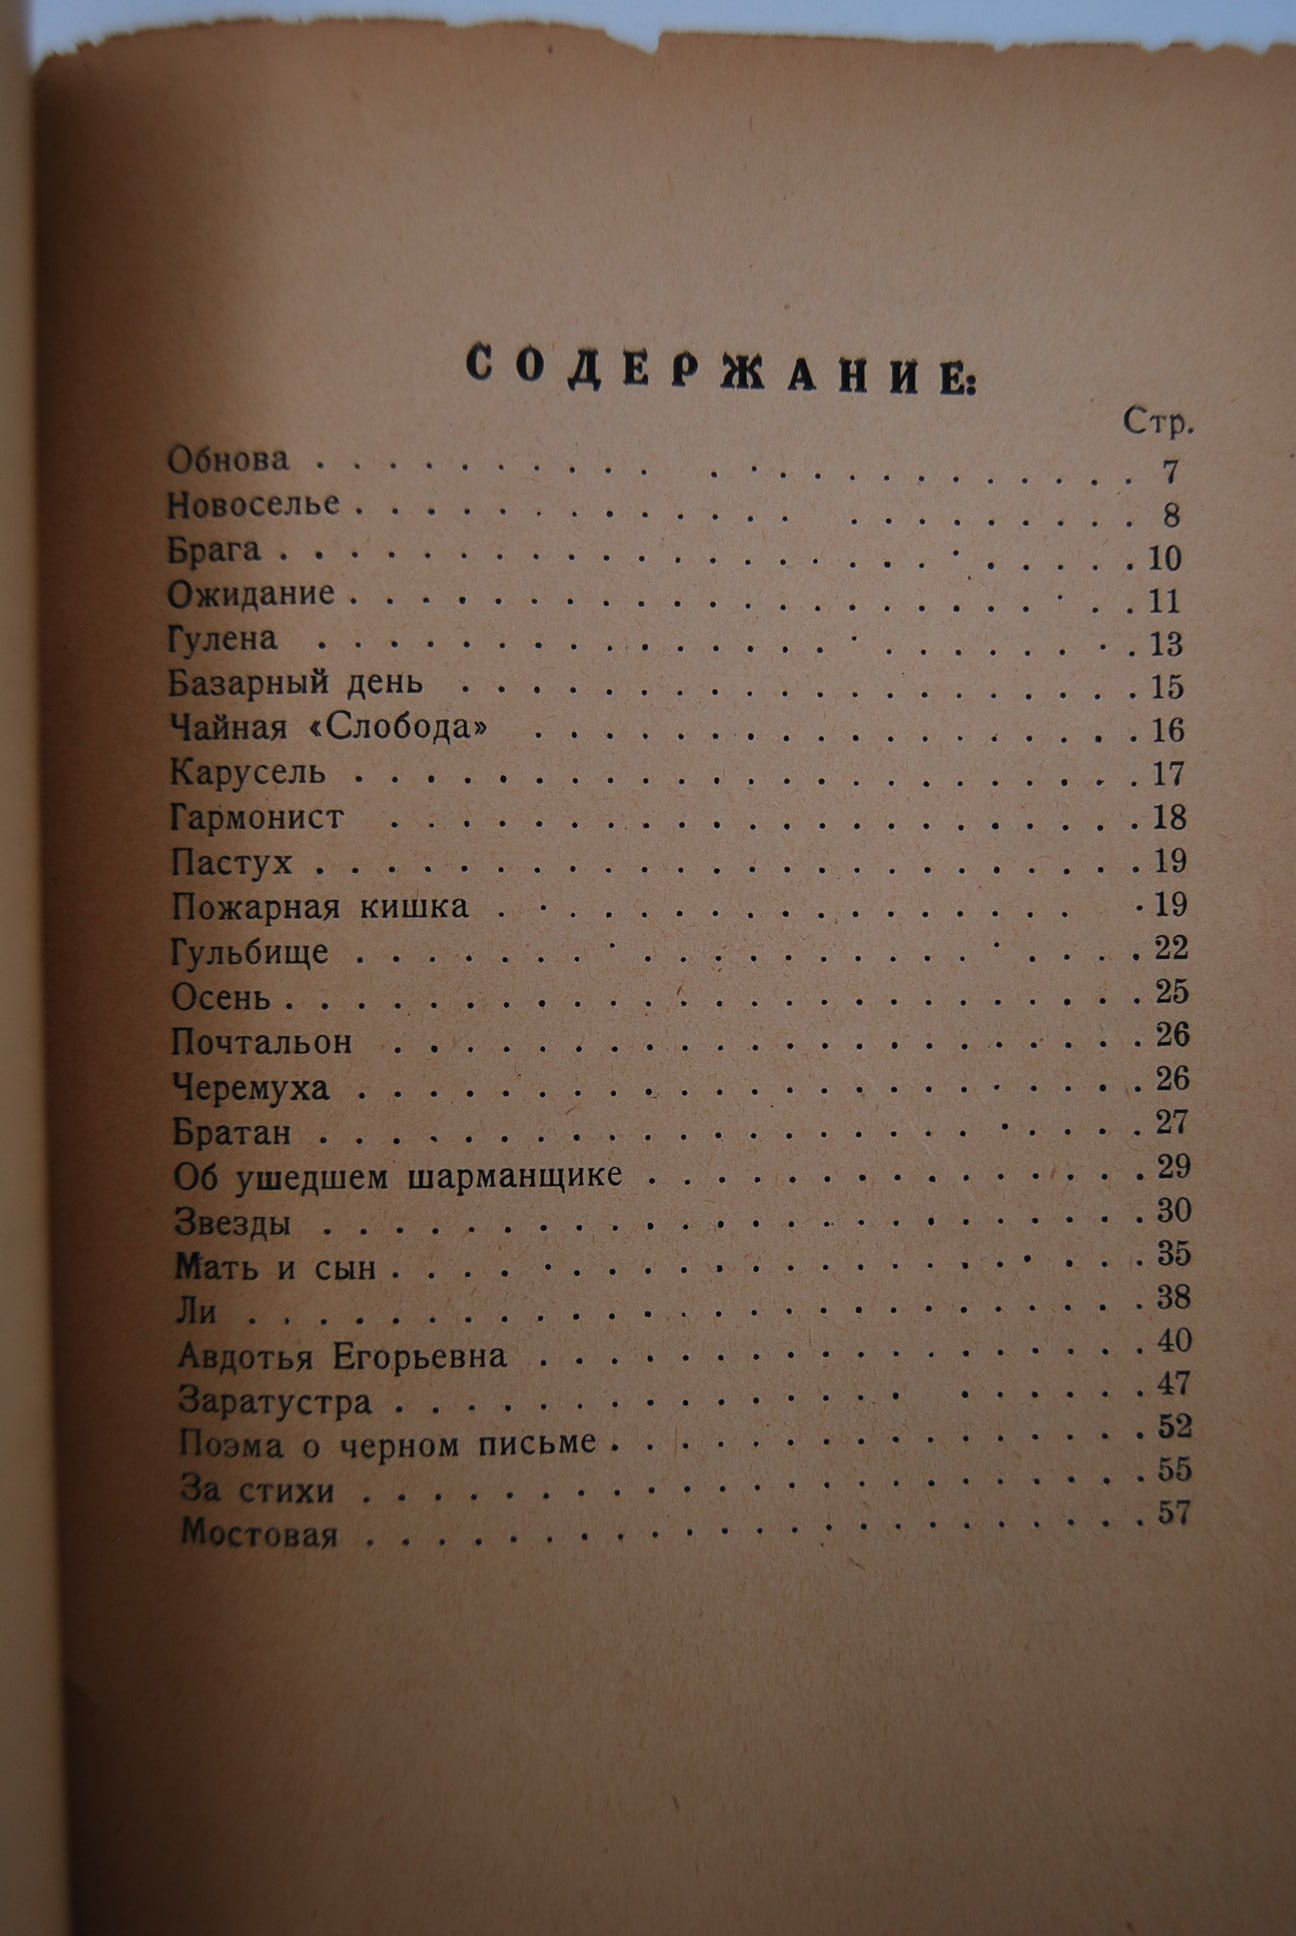 СОДЕРЖАНИЕ:
Стр.
Обнова . . . . . . . . . . . . . . . . . . . . . . 7
Новоселье . . . . . . . . . . . . . . . . . . . . . . 8
Брага . . . . . . . . . . . . . . . . . . . . . . . . 10
Ожидание . . . . . . . . . . . . . . . . . . . . . . 11
Гулена . . . . . . . . . . . . . . . . . . . . . . . 13
Базарный день . . . . . . . . . . . . . . . . . . . 15
Чайная «Слобода» . . . . . . . . . . . . . . . . . 16
Карусель . . . . . . . . . . . . . . . . . . . . . . 17
Гармонист . . . . . . . . . . . . . . . . . . . . . 18
Пастух . . . . . . . . . . . . . . . . . . . . . . . 19
Пожарная кишка . . . . . . . . . . . . . . . . . . 19
Гульбище . . . . . . . . . . . . . . . . . . . . . . 22
Осень . . . . . . . . . . . . . . . . . . . . . . . . 25
Почтальон . . . . . . . . . . . . . . . . . . . . . 26
Черемуха . . . . . . . . . . . . . . . . . . . . . . 26
Братан . . . . . . . . . . . . . . . . . . . . . . . 27
Об ушедшем шарманщике . . . . . . . . . . . . . . 29
Звезды . . . . . . . . . . . . . . . . . . . . . . . 30
Мать и сын . . . . . . . . . . . . . . . . . . . . . 35
Ли . . . . . . . . . . . . . . . . . . . . . . . . . 38
Авдотья Егорьевна . . . . . . . . . . . . . . . . . 40
Заратустра . . . . . . . . . . . . . . . . . . . . . 47
Поэма о черном письме . . . . . . . . . . . . . . . 52
За стихи . . . . . . . . . . . . . . . . . . . . . . 55
Мостовая . . . . . . . . . . . . . . . . . . . . . . 57